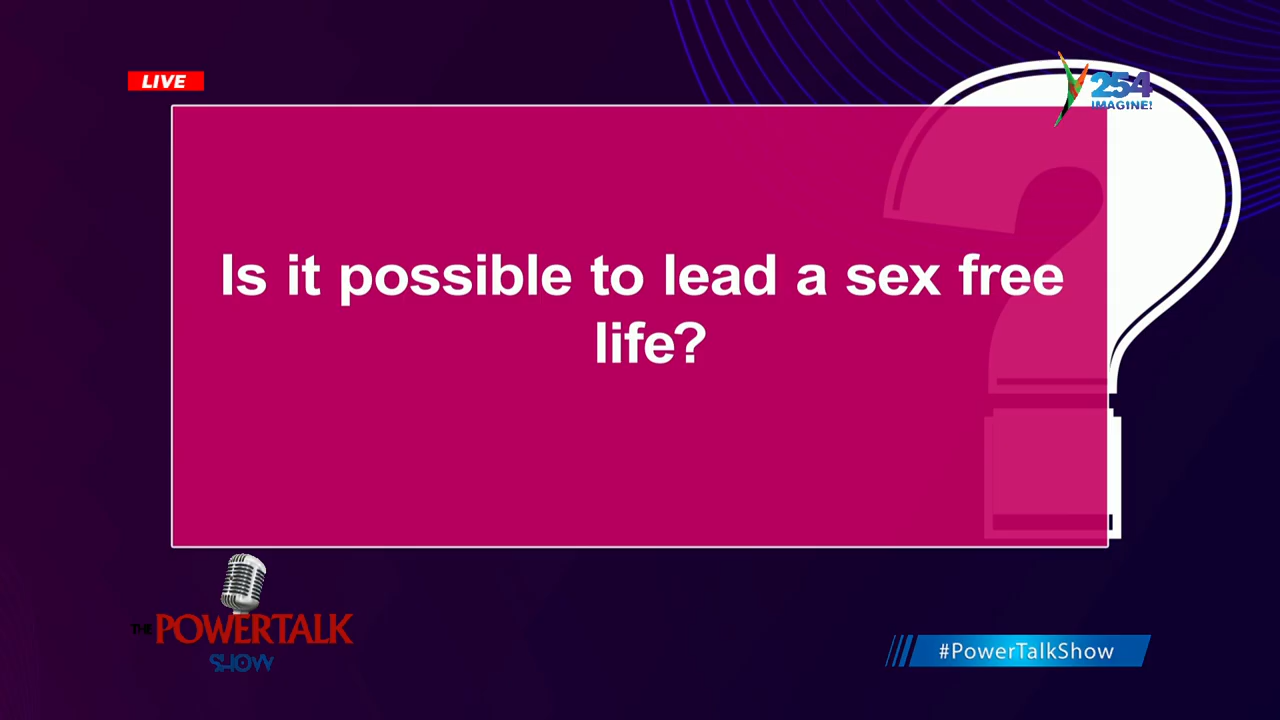 LIVE
254
IMAGINE!
Is it possible to lead a sex free
life?
THE POWERTALK
SHOW
#PowerTalkShow